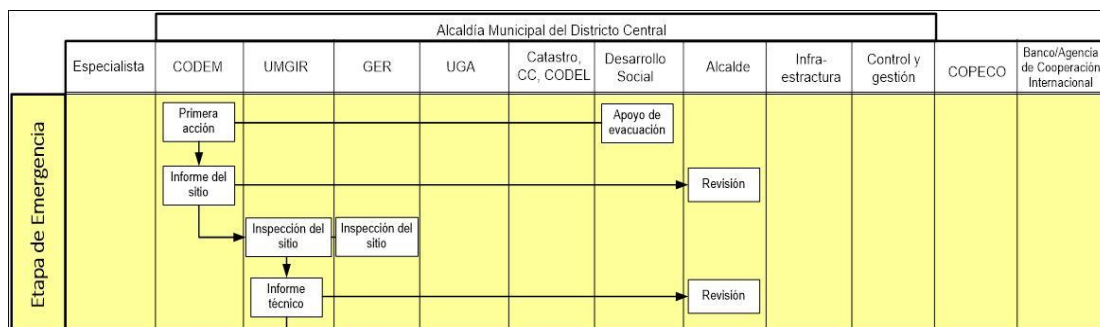 Alcaldía Municipal del Districto Central
Especialista
CODEM
UMGIR
GER
UGA
Catastro,
CC, CODEL
Desarrollo
Social
Alcalde
Infra-
estructura
Control y
gestión
COPECO
Banco/Agencia
de Cooperación
Internacional
Etapa de Emergencia
Primera
acción
Apoyo de
evacuación
Informe del
sitio
Revisión
Inspección del
sitio
Inspección del
sitio
Informe
técnico
Revisión